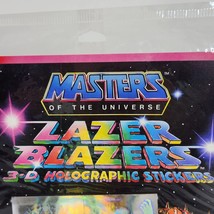 MASTERS
OF THE UNIVERSE
LAZER
BLAZERS
3-D HOLOGRAPHIC STICKERS